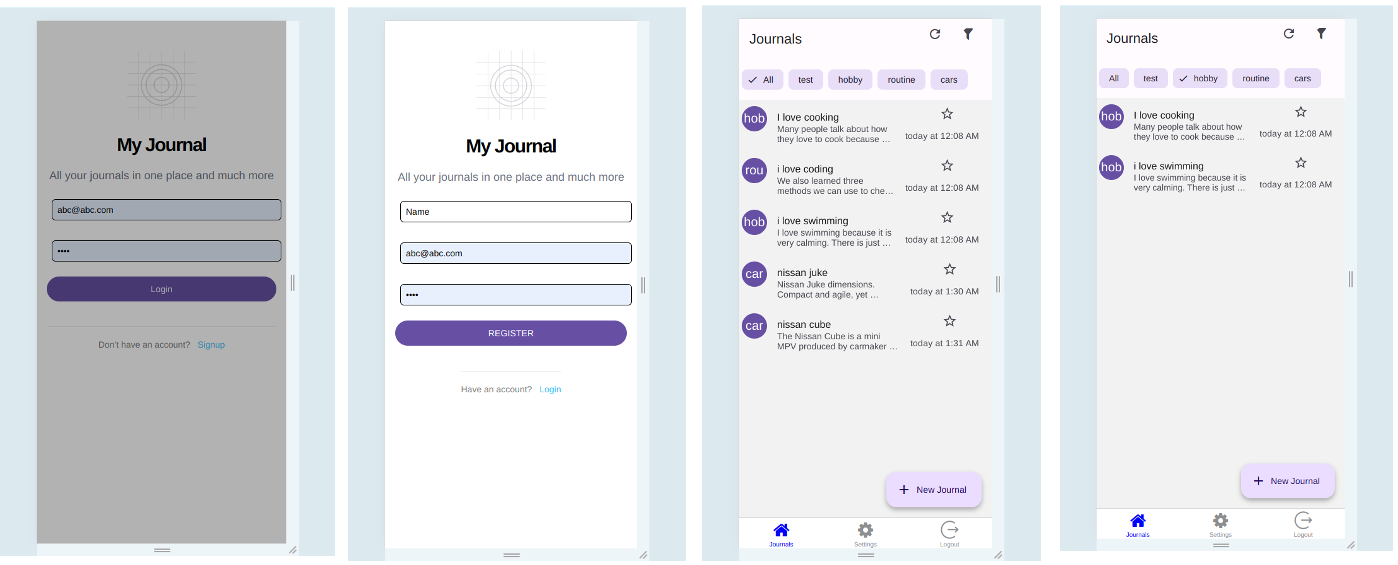 My Journal
All your journals in one place and much more
abc@abc.com
••••
Login
Don't have an account? Signup
My Journal
All your journals in one place and much more
Name
abc@abc.com
••••
REGISTER
Have an account? Login
Journals
All test hobby routine cars
hob
I love cooking
Many people talk about how
they love to cook because ...
today at 12:08 AM
rou
i love coding
We also learned three
methods we can use to che...
today at 12:08 AM
hob
i love swimming
I love swimming because it is
very calming. There is just ...
today at 12:08 AM
car
nissan juke
Nissan Juke dimensions.
Compact and agile, yet ...
today at 1:30 AM
car
nissan cube
The Nissan Cube is a mini
MPV produced by carmaker ...
today at 1:31 AM
New Journal
Journals Settings Logout
Journals
All test hobby routine cars
hob
I love cooking
Many people talk about how
they love to cook because ...
today at 12:08 AM
hob
i love swimming
I love swimming because it is
very calming. There is just ...
today at 12:08 AM
New Journal
Journals Settings Logout